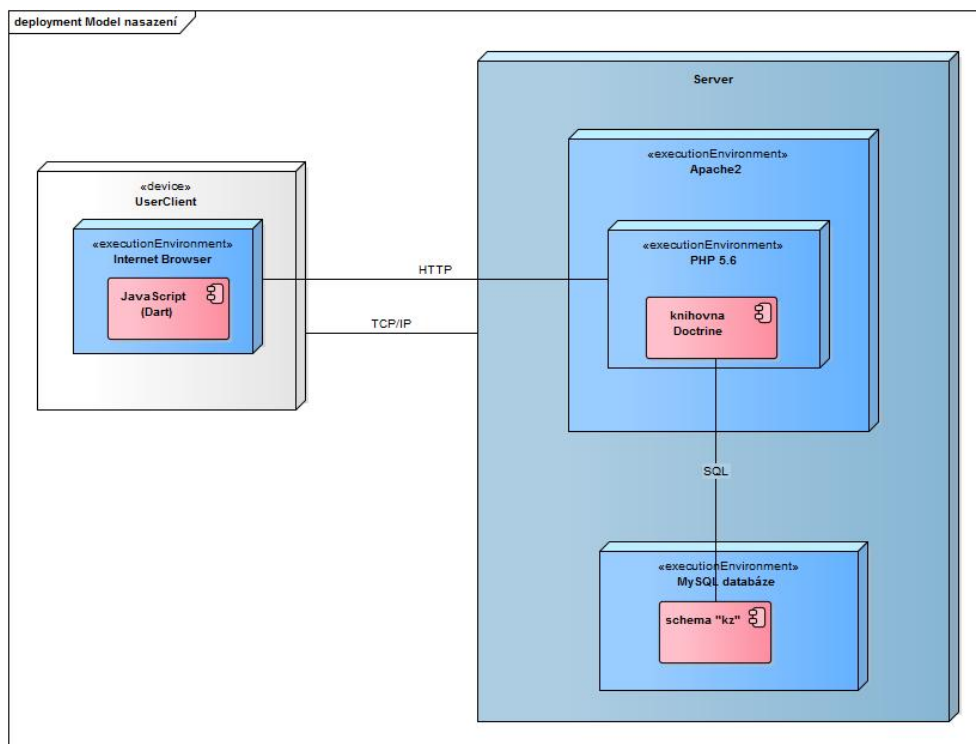 deployment Model nasazení
Server
«executionEnvironment»
Apache2
«device»
UserClient
«executionEnvironment»
Internet Browser
«executionEnvironment»
PHP 5.6
HTTP
JavaScript
(Dart)
knihovna
Doctrine
TCP/IP
SQL
«executionEnvironment»
MySQL databáze
schema "kz"